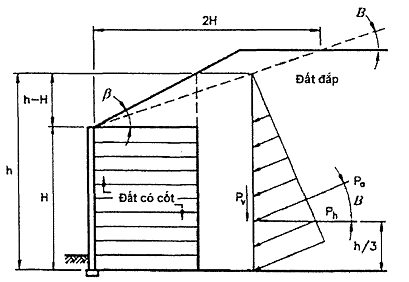 2H
B
Đất đắp
h-H
β
h
H
Đất có cốt
Pv
Pa
B
Ph
h/3